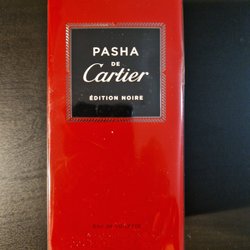 PASHA
DE
Cartier
ÉDITION NOIRE